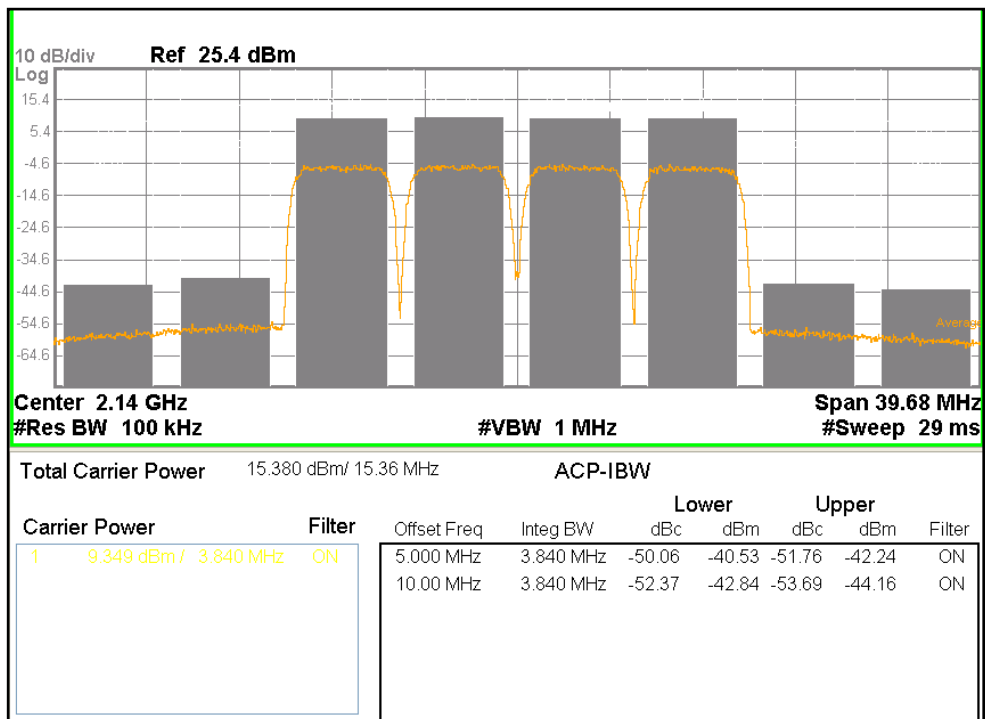 10 dB/div Ref 25.4 dBm
Log
15.4
5.4
-4.6
-14.6
-24.6
-34.6
-44.6
-54.6
-64.6
Average
Center 2.14 GHz Span 39.68 MHz
#Res BW 100 kHz #VBW 1 MHz #Sweep 29 ms
Total Carrier Power 15.380 dBm/ 15.36 MHz ACP-IBW
Lower Upper
Carrier Power Filter Offset Freq Integ BW dBc dBm dBc dBm Filter
1 9.349 dBm / 3.840 MHz ON 5.000 MHz 3.840 MHz -50.06 -40.53 -51.76 -42.24 ON
10.00 MHz 3.840 MHz -52.37 -42.84 -53.69 -44.16 ON